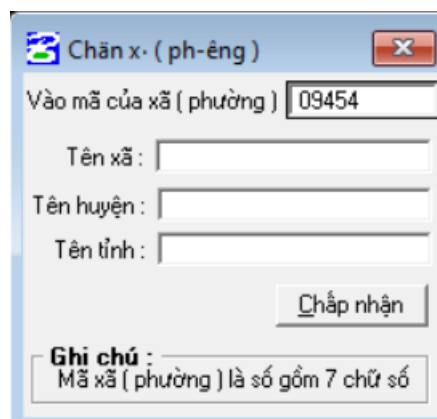 Chän x· ( ph-êng )
Vào mã của xã ( phường ) 09454
Tên xã :
Tên huyện :
Tên tỉnh :
Chấp nhận
Ghi chú :
Mã xã ( phường ) là số gồm 7 chữ số